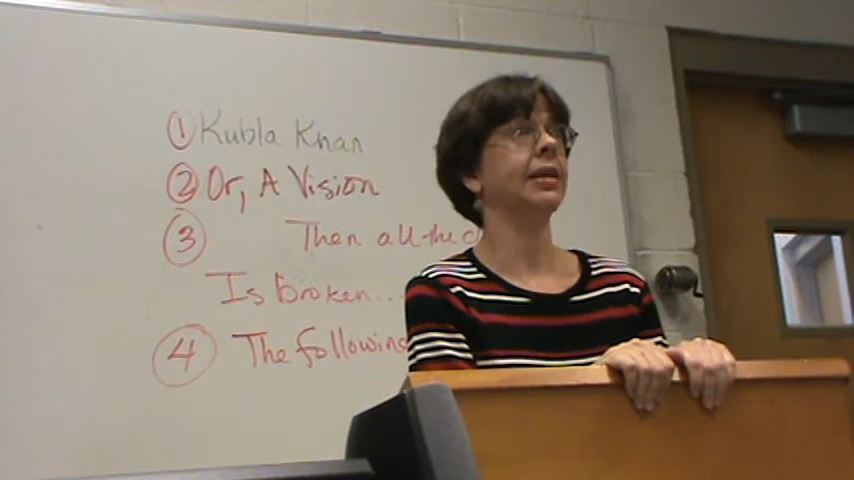 1 Kubla Khan
2 Or, A Vision
3 Then all the
Is broken...
4 The following